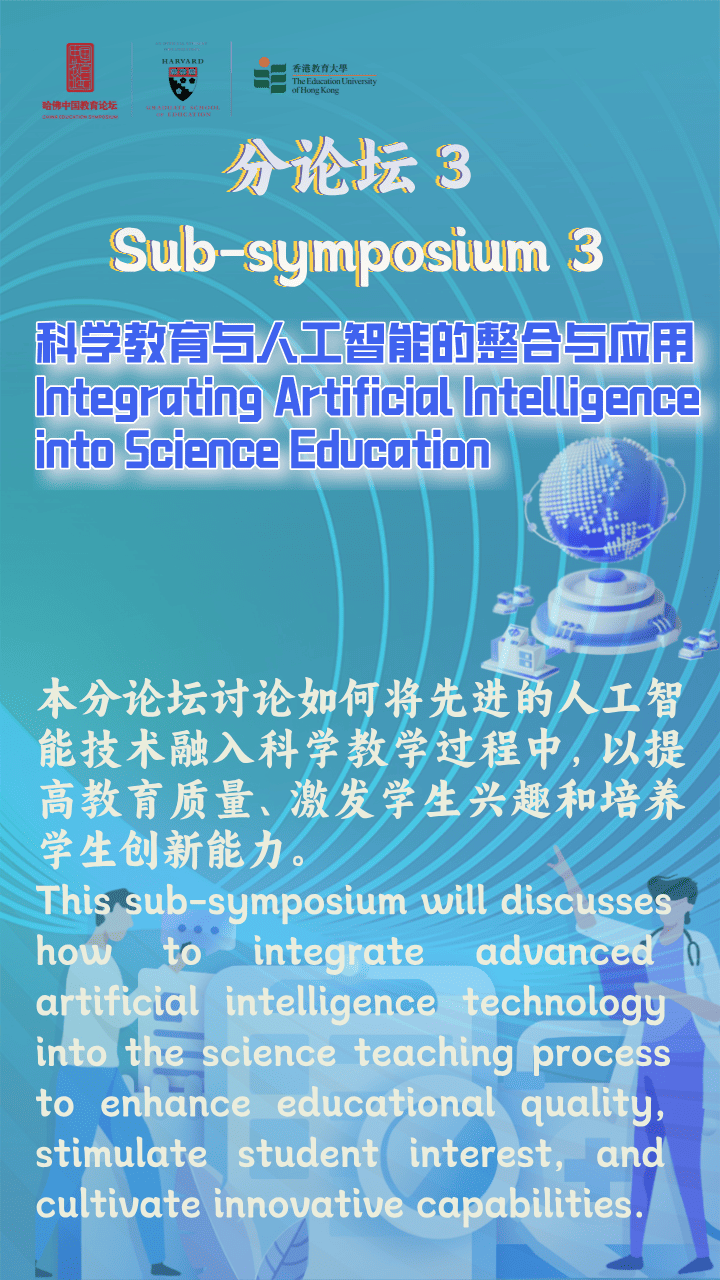 哈佛中国教育论坛
CHINA EDUCATION SYMPOSIUM
HARVARD
GRADUATE SCHOOL
OF EDUCATION
香港教育大學
The Education University
of Hong Kong
分论坛 3
Sub-symposium 3
科学教育与人工智能的整合与应用
Integrating Artificial Intelligence
into Science Education
本分论坛讨论如何将先进的人工智
能技术融入科学教学过程中，以提
高教育质量、激发学生兴趣和培养
学生创新能力。
This sub-symposium will discusses
how to integrate advanced
artificial intelligence technology
into the science teaching process
to enhance educational quality,
stimulate student interest, and
cultivate innovative capabilities.